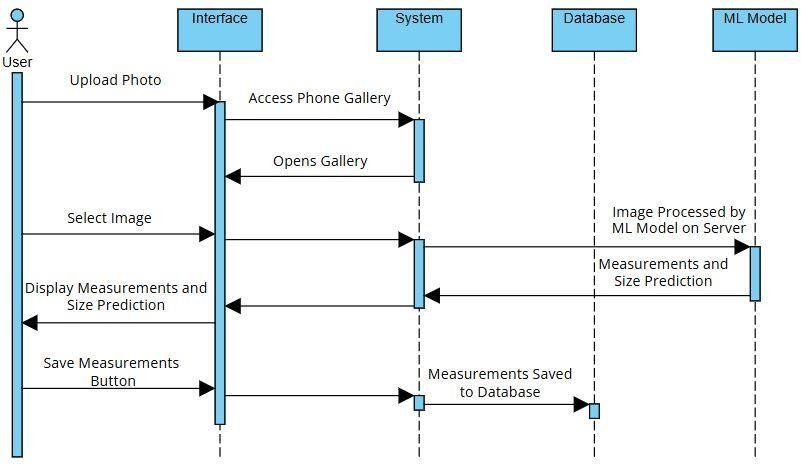 Interface
System
Database
ML Model
User
Upload Photo
Access Phone Gallery
Opens Gallery
Select Image
Image Processed by
ML Model on Server
Measurements and
Size Prediction
Display Measurements and
Size Prediction
Save Measurements
Button
Measurements Saved
to Database